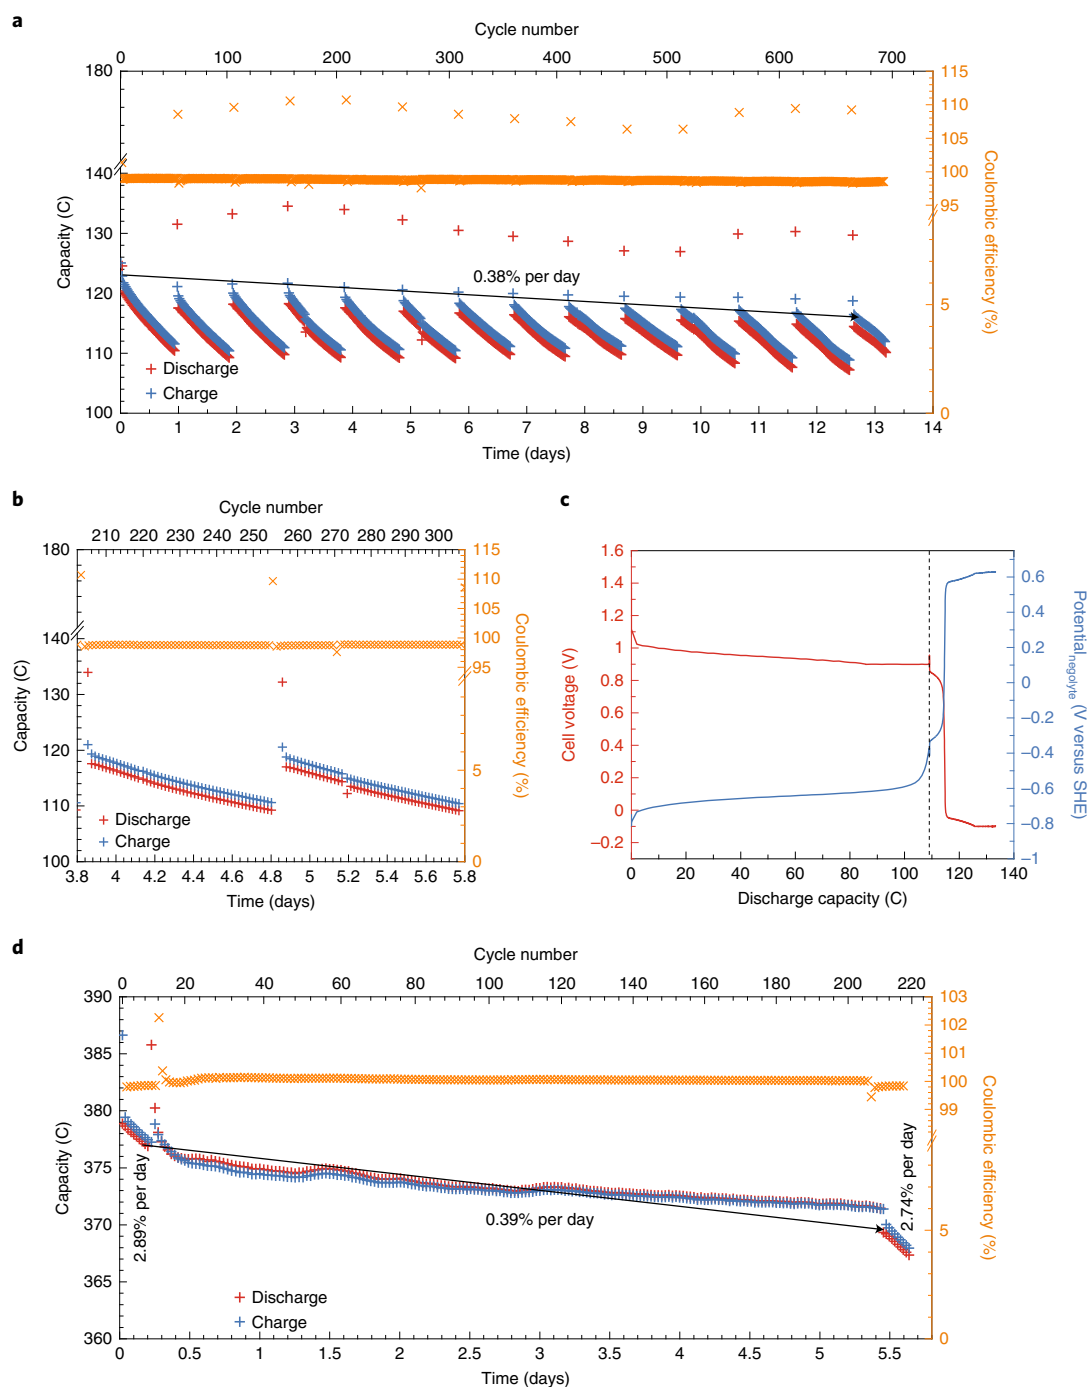 a
Cycle number
0 100 200 300 400 500 600 700
180 140 130 120 110 100
Capacity (C)
115 110 105 100 95 5 0
Coulombic efficiency (%)
0.38% per day
Discharge
Charge
0 1 2 3 4 5 6 7 8 9 10 11 12 13 14
Time (days)
b
Cycle number
210 220 230 240 250 260 270 280 290 300
180 140 130 120 110 100
Capacity (C)
115 110 105 100 95 5 0
Coulombic efficiency (%)
Discharge
Charge
3.8 4 4.2 4.4 4.6 4.8 5 5.2 5.4 5.6 5.8
Time (days)
c
1.6 1.4 1.2 1 0.8 0.6 0.4 0.2 0 −0.2
Cell voltage (V)
0.6 0.4 0.2 0 −0.2 −0.4 −0.6 −0.8 −1
Potential negolyte (V versus SHE)
0 20 40 60 80 100 120 140
Discharge capacity (C)
d
Cycle number
0 20 40 60 80 100 120 140 160 180 200 220
390 385 380 375 370 365 360
Capacity (C)
103 102 101 100 99 5 0
Coulombic efficiency (%)
2.89% per day
0.39% per day
2.74% per day
Discharge
Charge
0 0.5 1 1.5 2 2.5 3 3.5 4 4.5 5 5.5
Time (days)